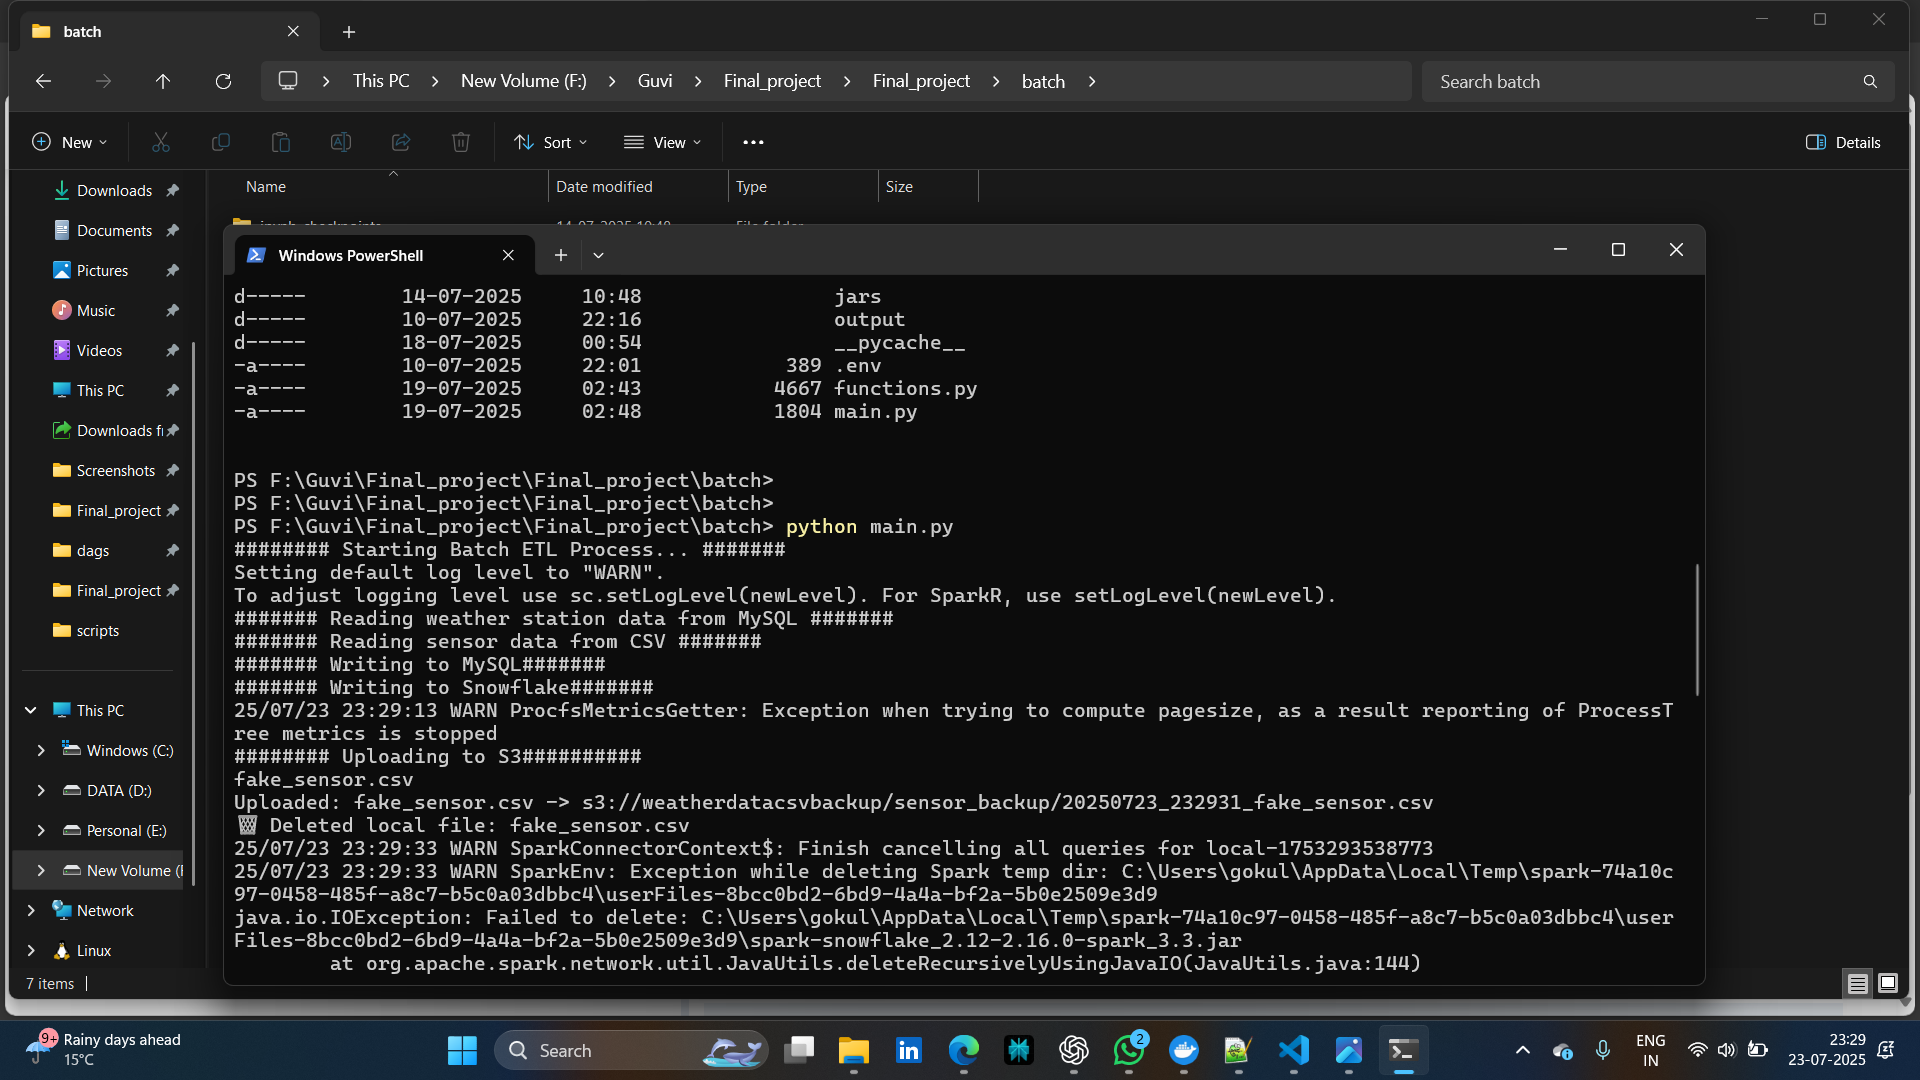 batch
This PC
New Volume (F:)
Guvi
Final_project
Final_project
batch
Search batch
New
Sort
View
Details
Name
Date modified
Type
Size
Downloads
Documents
Pictures
Music
Videos
This PC
Downloads
Screenshots
Final_project
dags
Final_project
scripts
This PC
Windows (C:)
DATA (D:)
Personal (E:)
New Volume (
Network
Linux
7 items
Windows PowerShell
d----- 14-07-2025 10:48 jars
d----- 10-07-2025 22:16 output
d----- 18-07-2025 00:54 __pycache__
-a---- 10-07-2025 22:01 389 .env
-a---- 19-07-2025 02:43 4667 functions.py
-a---- 19-07-2025 02:48 1804 main.py
PS F:\Guvi\Final_project\Final_project\batch>
PS F:\Guvi\Final_project\Final_project\batch>
PS F:\Guvi\Final_project\Final_project\batch> python main.py
######## Starting Batch ETL Process... #######
Setting default log level to "WARN".
To adjust logging level use sc.setLogLevel(newLevel). For SparkR, use setLogLevel(newLevel).
####### Reading weather station data from MySQL #######
####### Reading sensor data from CSV #######
####### Writing to MySQL#######
####### Writing to Snowflake#######
25/07/23 23:29:13 WARN ProcfsMetricsGetter: Exception when trying to compute pagesize, as a result reporting of ProcessT
ree metrics is stopped
######## Uploading to S3##########
fake_sensor.csv
Uploaded: fake_sensor.csv -> s3://weatherdatacsvbackup/sensor_backup/20250723_232931_fake_sensor.csv
🗑 Deleted local file: fake_sensor.csv
25/07/23 23:29:33 WARN SparkConnectorContext$: Finish cancelling all queries for local-1753293538773
25/07/23 23:29:33 WARN SparkEnv: Exception while deleting Spark temp dir: C:\Users\gokul\AppData\Local\Temp\spark-74a10c
97-0458-485f-a8c7-b5c0a03dbbc4\userFiles-8bcc0bd2-6bd9-4a4a-bf2a-5b0e2509e3d9
java.io.IOException: Failed to delete: C:\Users\gokul\AppData\Local\Temp\spark-74a10c97-0458-485f-a8c7-b5c0a03dbbc4\user
Files-8bcc0bd2-6bd9-4a4a-bf2a-5b0e2509e3d9\spark-snowflake_2.12-2.16.0-spark_3.3.jar
at org.apache.spark.network.util.JavaUtils.deleteRecursivelyUsingJavaIO(JavaUtils.java:144)
9+
Rainy days ahead
15°C
Search
2
ENG
IN
23:29
23-07-2025